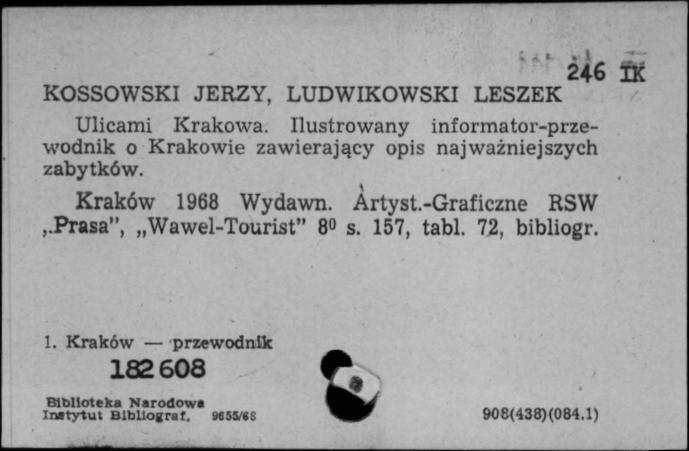 246 IK
KOSSOWSKI JERZY, LUDWIKOWSKI LESZEK
Ulicami Krakowa. Ilustrowany informator-prze-
wodnik o Krakowie zawierający opis najważniejszych
zabytków.
Kraków 1968 Wydawn. Artyst.-Graficzne RSW
„Prasa”, „Wawel-Tourist” 8⁰ s. 157, tabl. 72, bibliogr.
1. Kraków — przewodnik
182608
Biblioteka Narodowa
Instytut Bibliograf. 9655/68
908(438)(084.1)